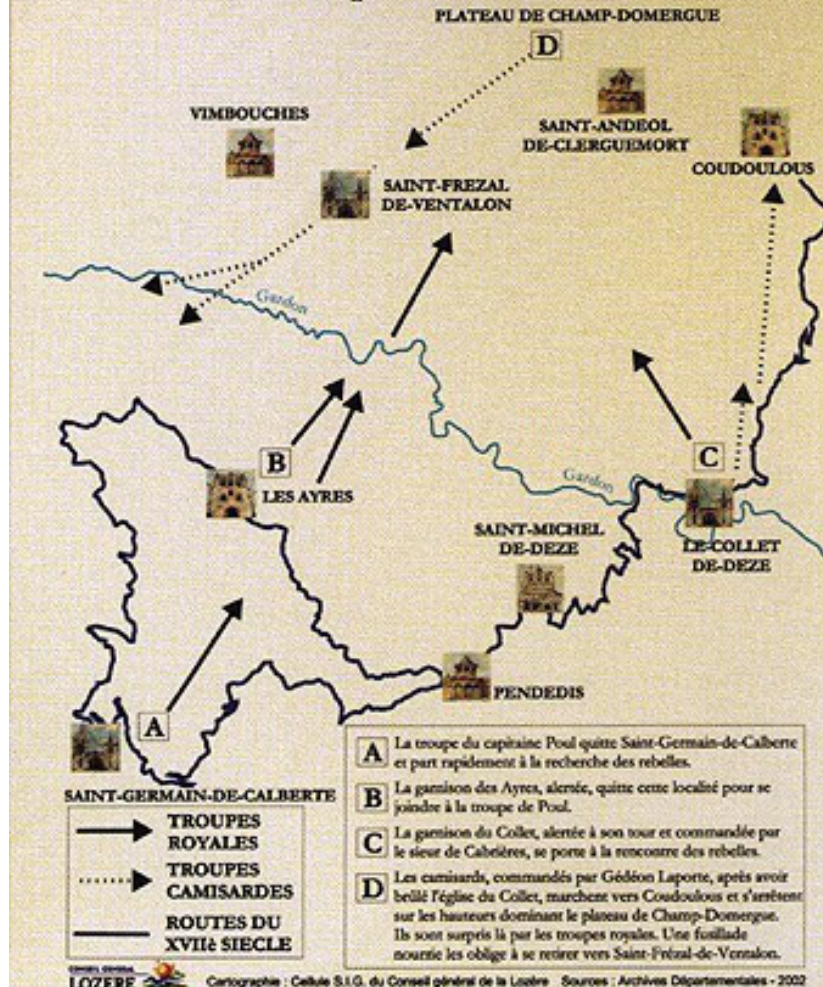 PLATEAU DE CHAMP-DOMERGUE
D
VIMBOUCHES
SAINT-ANDEOL
DE-CLERGUEMORT
COUDOULOUS
SAINT-FREZAL
DE-VENTALON
Gardon
B
LES AYRES
C
Gardon
SAINT-MICHEL
DE-DEZE
LE-COLLET
DE-DEZE
PENDEDIS
A
SAINT-GERMAIN-DE-CALBERTE
TROUPES
ROYALES
TROUPES
CAMISARDES
ROUTES DU
XVIIè SIECLE
A La troupe du capitaine Poul quitte Saint-Germain-de-Calberte
et part rapidement à la recherche des rebelles.
B La garnison des Ayres, alertée, quitte cette localité pour se
joindre à la troupe de Poul.
C La garnison du Collet, alertée à son tour et commandée par
le sieur de Cabrières, se porte à la rencontre des rebelles.
D Les camisards, commandés par Gédéon Laporte, après avoir
brûlé l'église du Collet, marchent vers Coudoulous et s'arrêtent
sur les hauteurs dominant le plateau de Champ-Domergue.
Ils sont surpris là par les troupes royales. Une fusillade
nourrie les oblige à se retirer vers Saint-Frézal-de-Ventalon.
CONSEIL GENERAL
LOZERE
Cartographie : Cellule S.I.G. du Conseil général de la Lozère Sources : Archives Départementales - 2002